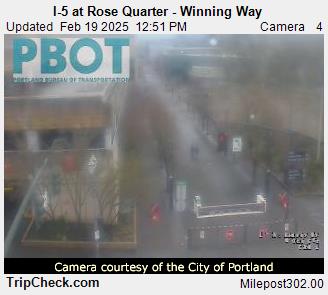 I-5 at Rose Quarter - Winning Way
Updated Feb 19 2025 12:51 PM Camera 4
PBOT
PORTLAND BUREAU OF TRANSPORTATION
Camera courtesy of the City of Portland
TripCheck.com Milepost302.00